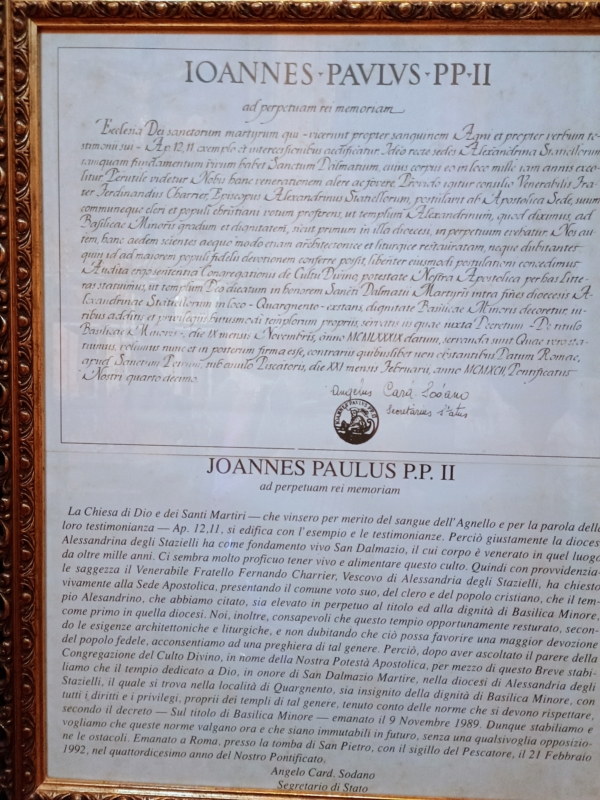 IOANNES·PAVLVS·PP·II
ad perpetuam rei memoriam
Ecclesia Dei sanctorum martyrum qui - vicerunt propter sanguinem Agni et propter verbum te-
stimonii sui - Ap. 12, 11 exemplo et intercessionibus aedificatur. Ideo recte sedes Alexandrina Statiellorum
tamquam fundamentum vivum habet Sanctum Dalmatium, cuius corpus eo in loco mille iam annis exco-
litur. Perutile videtur Nobis hanc venerationem alere ac fovere. Provido igitur consilio Venerabilis Fra-
ter Ferdinandus Charrier, Episcopus Alexandrinus Statiellorum, postulavit ab Apostolica Sede, suum
communeque cleri et populi christiani votum proferens, ut templum Alexandrinum, quod diximus, ad
Basilicae Minoris gradum et dignitatem, sicut primum in illa dioecesi, in perpetuum evehatur. Nos au-
tem, hanc aedem scientes aequo modo etiam architectonice et liturgice restauratam, neque dubitantes
quin id ad maiorem populi fidelis devotionem conferre possit, libenter eiusmodi postulationi concedimus.
Audita ergo sententia Congregationis de Cultu Divino, potestate Nostra Apostolica per has Litte-
ras statuimus, ut templum Deo dicatum in honorem Sancti Dalmatii Martyris intra fines dioecesis A-
lexandrinae Statiellorum in loco - Quargnento - exstans, dignitate Basilicae Minoris decoretur, iu-
ribus additis et privilegiis huiusmodi templorum propriis, servatis iis quae iuxta Decretum - De titulo
Basilicae Minoris -, die IX mensis Novembris, anno MCMLXXXIX datum, servanda sunt. Quae vero sta-
tuimus, volumus nunc et in posterum firma esse, contrariis quibuslibet non obstantibus. Datum Romae,
apud Sanctum Petrum, sub anulo Piscatoris, die XXI mensis Februarii, anno MCMXCII, Pontificatus
Nostri quarto decimo.
Angelus Card. Sodano
Secretarius Status
JOANNES PAULUS P.P. II
ad perpetuam rei memoriam
La Chiesa di Dio e dei Santi Martiri — che vinsero per merito del sangue dell'Agnello e per la parola della
loro testimonianza — Ap. 12,11, si edifica con l'esempio e le testimonianze. Perciò giustamente la diocesi
Alessandrina degli Stazielli ha come fondamento vivo San Dalmazio, il cui corpo è venerato in quel luogo
da oltre mille anni. Ci sembra molto proficuo tener vivo e alimentare questo culto. Quindi con provvidenzia-
le saggezza il Venerabile Fratello Fernando Charrier, Vescovo di Alessandria degli Stazielli, ha chiesto
vivamente alla Sede Apostolica, presentando il comune voto suo, del clero e del popolo cristiano, che il tem-
pio Alesandrino, che abbiamo citato, sia elevato in perpetuo al titolo ed alla dignità di Basilica Minore,
come primo in quella diocesi. Noi, inoltre, consapevoli che questo tempio opportunamente resturato, secon-
do le esigenze architettoniche e liturgiche, e non dubitando che ciò possa favorire una maggior devozione
del popolo fedele, acconsentiamo ad una preghiera di tal genere. Perciò, dopo aver ascoltato il parere della
Congregazione del Culto Divino, in nome della Nostra Potestà Apostolica, per mezzo di questo Breve stabi-
liamo che il tempio dedicato a Dio, in onore di San Dalmazio Martire, nella diocesi di Alessandria degli
Stazielli, il quale si trova nella località di Quargnento, sia insignito della dignità di Basilica Minore, con
tutti i diritti e i privilegi, proprii dei templi di tal genere, tenuto conto delle norme che si devono rispettare,
secondo il decreto — Sul titolo di Basilica Minore — emanato il 9 Novembre 1989. Dunque stabiliamo e
vogliamo che queste norme valgano ora e che siano immutabili in futuro, senza una qualsivoglia opposizio-
ne le ostacoli. Emanato a Roma, presso la tomba di San Pietro, con il sigillo del Pescatore, il 21 Febbraio
1992, nel quattordicesimo anno del Nostro Pontificato.
Angelo Card. Sodano
Segretario di Stato